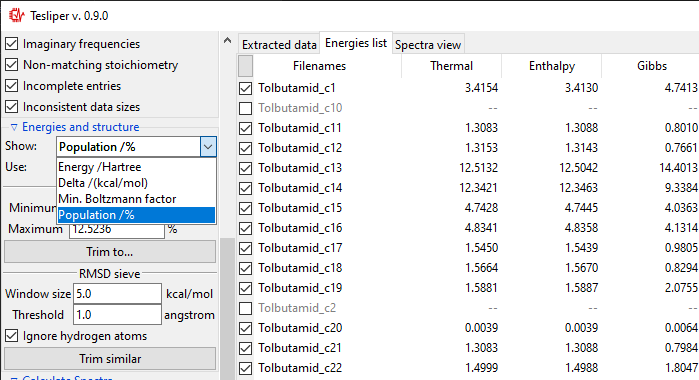 Tesliper v. 0.9.0
Imaginary frequencies
Non-matching stoichiometry
Incomplete entries
Inconsistent data sizes
Energies and structure
Show: Population /%
Use: Energy /Hartree
Delta /(kcal/mol)
Min. Boltzmann factor
Population /%
Minimum
Maximum 12.5236 %
Trim to...
RMSD sieve
Window size 5.0 kcal/mol
Threshold 1.0 angstrom
Ignore hydrogen atoms
Trim similar
Calculate Spectra
Extracted data Energies list Spectra view
Filenames Thermal Enthalpy Gibbs
Tolbutamid_c1 3.4154 3.4130 4.7413
Tolbutamid_c10 -- -- --
Tolbutamid_c11 1.3083 1.3088 0.8010
Tolbutamid_c12 1.3153 1.3143 0.7661
Tolbutamid_c13 12.5132 12.5042 14.4013
Tolbutamid_c14 12.3421 12.3463 9.3384
Tolbutamid_c15 4.7428 4.7445 4.0363
Tolbutamid_c16 4.8341 4.8358 4.1314
Tolbutamid_c17 1.5450 1.5439 0.9805
Tolbutamid_c18 1.5664 1.5670 0.8294
Tolbutamid_c19 1.5881 1.5887 2.0755
Tolbutamid_c2 -- -- --
Tolbutamid_c20 0.0039 0.0039 0.0064
Tolbutamid_c21 1.3083 1.3088 0.7984
Tolbutamid_c22 1.4999 1.4988 1.8047